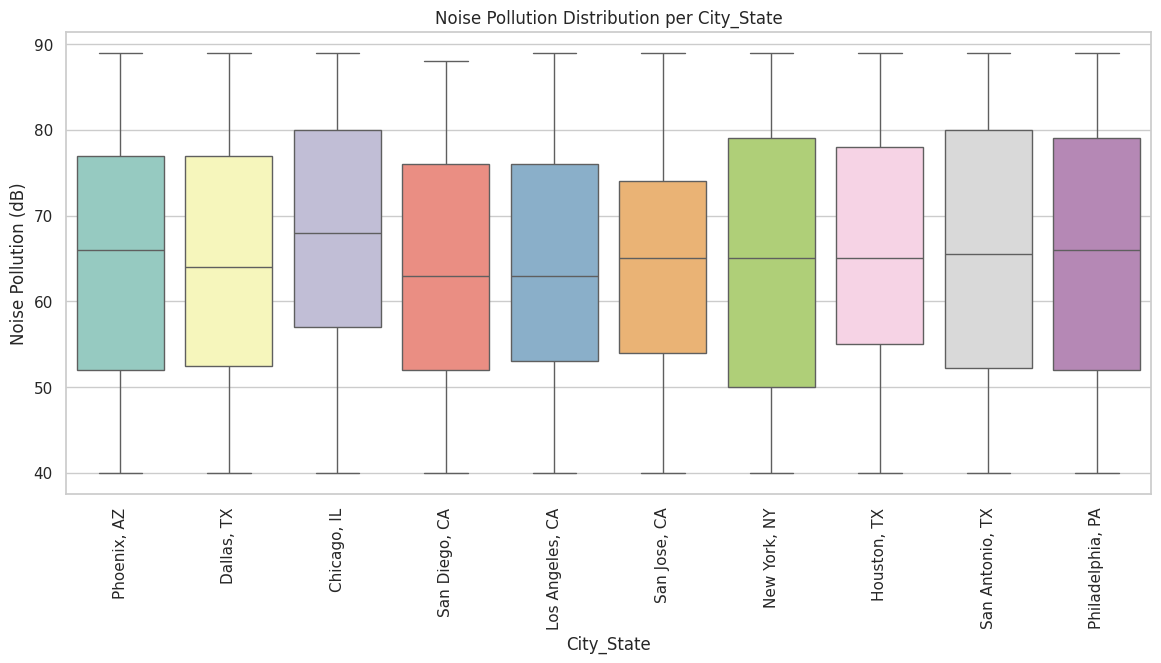 Noise Pollution Distribution per City_State
Noise Pollution (dB)
90
80
70
60
50
40
Phoenix, AZ
Dallas, TX
Chicago, IL
San Diego, CA
Los Angeles, CA
San Jose, CA
New York, NY
Houston, TX
San Antonio, TX
Philadelphia, PA
City_State